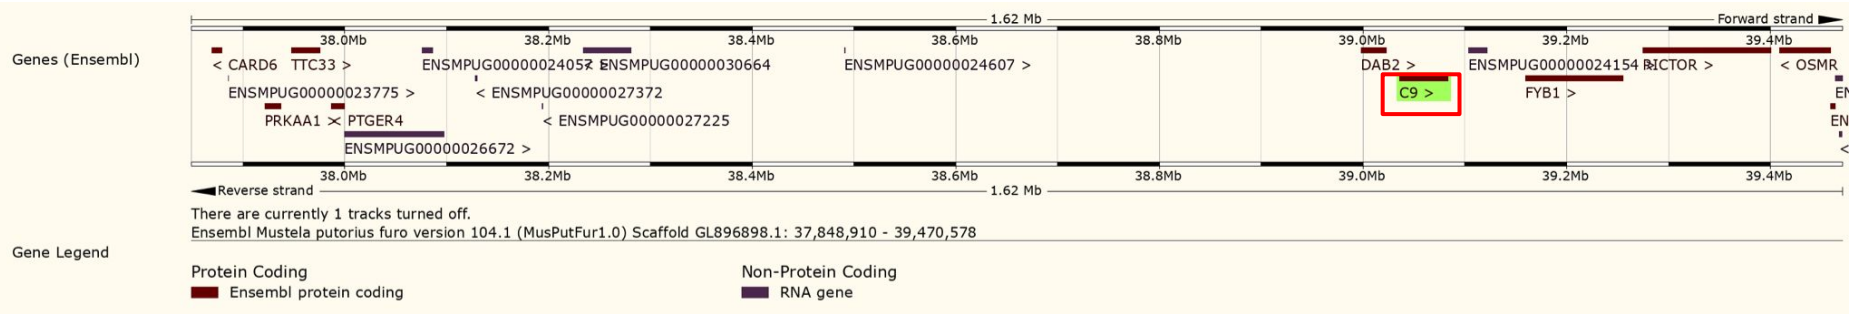 1.62 Mb Forward strand
38.0Mb 38.2Mb 38.4Mb 38.6Mb 38.8Mb 39.0Mb 39.2Mb 39.4Mb
Genes (Ensembl)
< CARD6 TTC33 > ENSMPUG00000024057 < ENSMPUG00000030664 ENSMPUG00000024607 > DAB2 > ENSMPUG00000024154 > RICTOR > < OSMR
ENSMPUG00000023775 > < ENSMPUG00000027372 C9 > FYB1 > EN
PRKAA1 > < PTGER4 < ENSMPUG00000027225 EN
ENSMPUG00000026672 > <
38.0Mb 38.2Mb 38.4Mb 38.6Mb 38.8Mb 39.0Mb 39.2Mb 39.4Mb
Reverse strand 1.62 Mb
There are currently 1 tracks turned off.
Ensembl Mustela putorius furo version 104.1 (MusPutFur1.0) Scaffold GL896898.1: 37,848,910 - 39,470,578
Gene Legend
Protein Coding Non-Protein Coding
Ensembl protein coding RNA gene